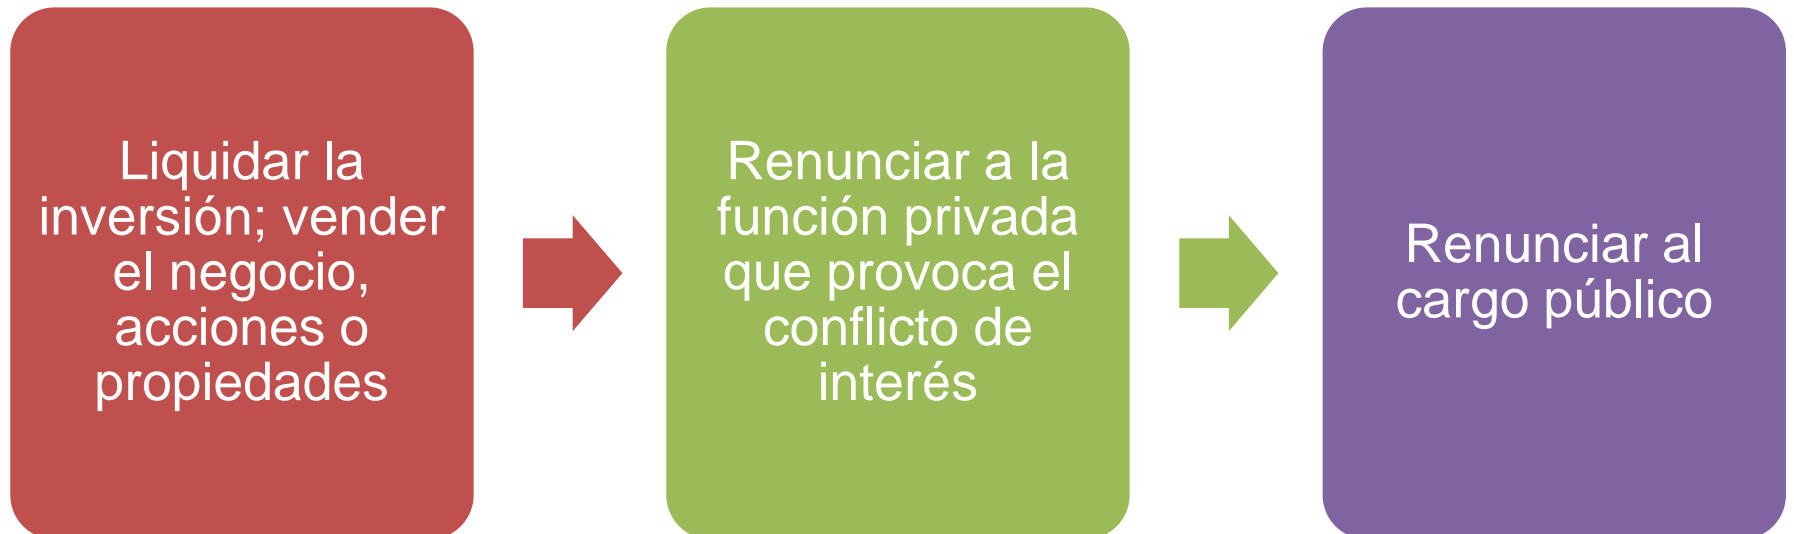 Liquidar la
inversión; vender
el negocio,
acciones o
propiedades
Renunciar a la
función privada
que provoca el
conflicto de
interés
Renunciar al
cargo público